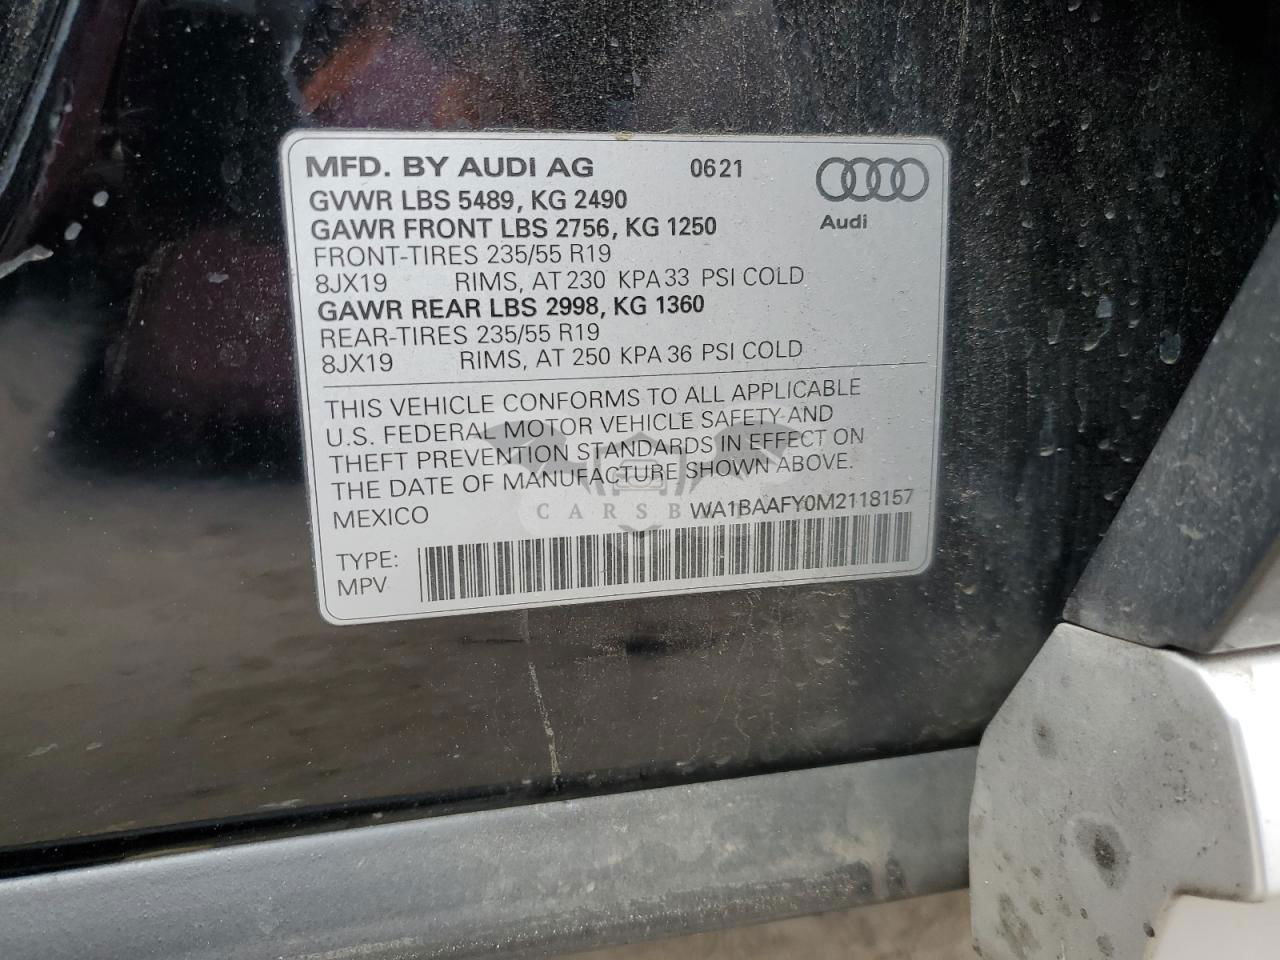 MFD. BY AUDI AG 0621
Audi
GVWR LBS 5489, KG 2490
GAWR FRONT LBS 2756, KG 1250
FRONT-TIRES 235/55 R19
8JX19 RIMS, AT 230 KPA 33 PSI COLD
GAWR REAR LBS 2998, KG 1360
REAR-TIRES 235/55 R19
8JX19 RIMS, AT 250 KPA 36 PSI COLD
THIS VEHICLE CONFORMS TO ALL APPLICABLE
U.S. FEDERAL MOTOR VEHICLE SAFETY AND
THEFT PREVENTION STANDARDS IN EFFECT ON
THE DATE OF MANUFACTURE SHOWN ABOVE.
MEXICO WA1BAAFY0M2118157
TYPE:
MPV